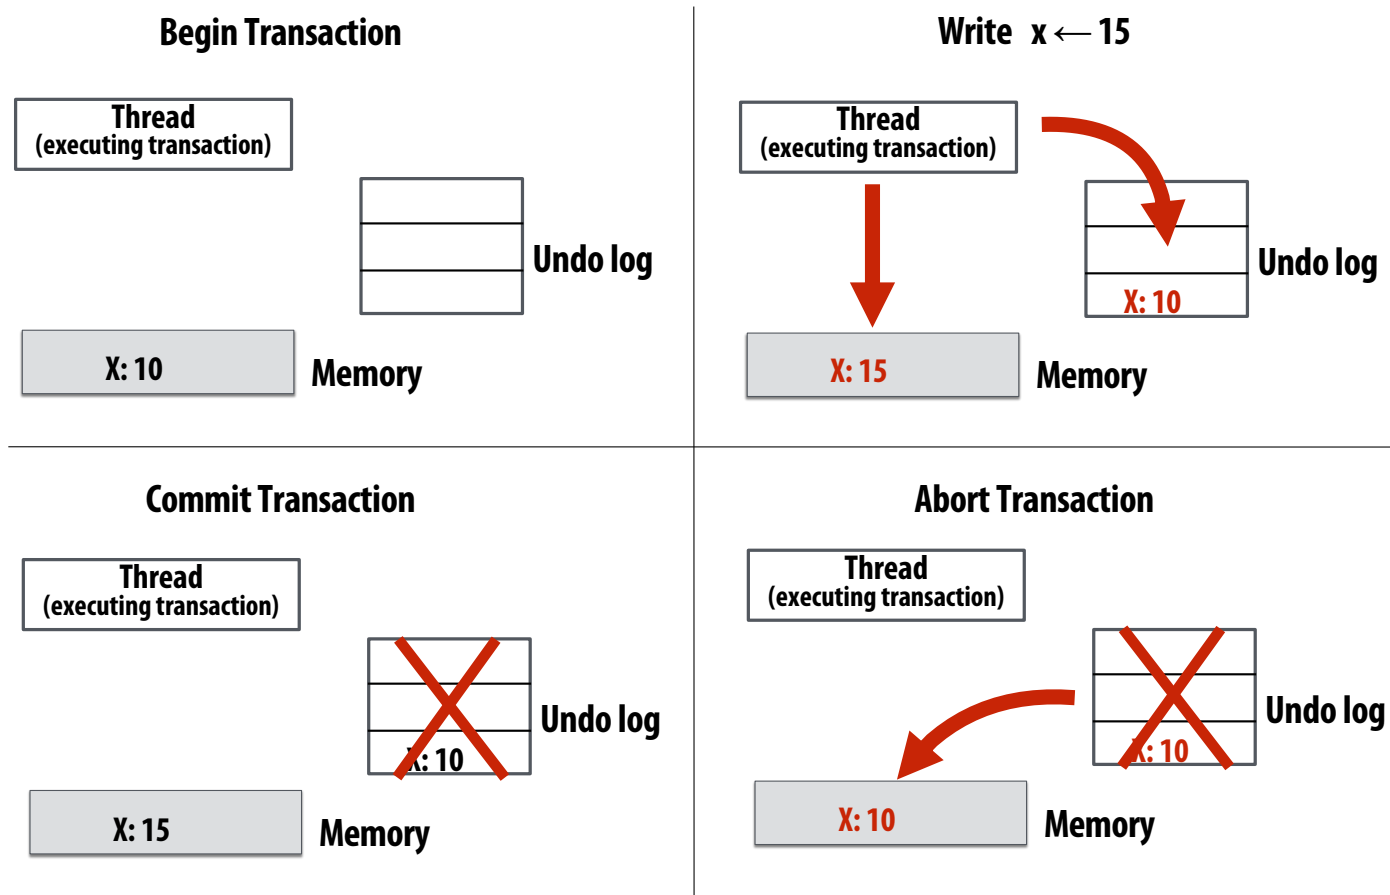 Begin Transaction
Thread
(executing transaction)
Undo log
X: 10
Memory
Write x ← 15
Thread
(executing transaction)
Undo log
X: 10
X: 15
Memory
Commit Transaction
Thread
(executing transaction)
Undo log
X: 10
X: 15
Memory
Abort Transaction
Thread
(executing transaction)
Undo log
X: 10
X: 10
Memory